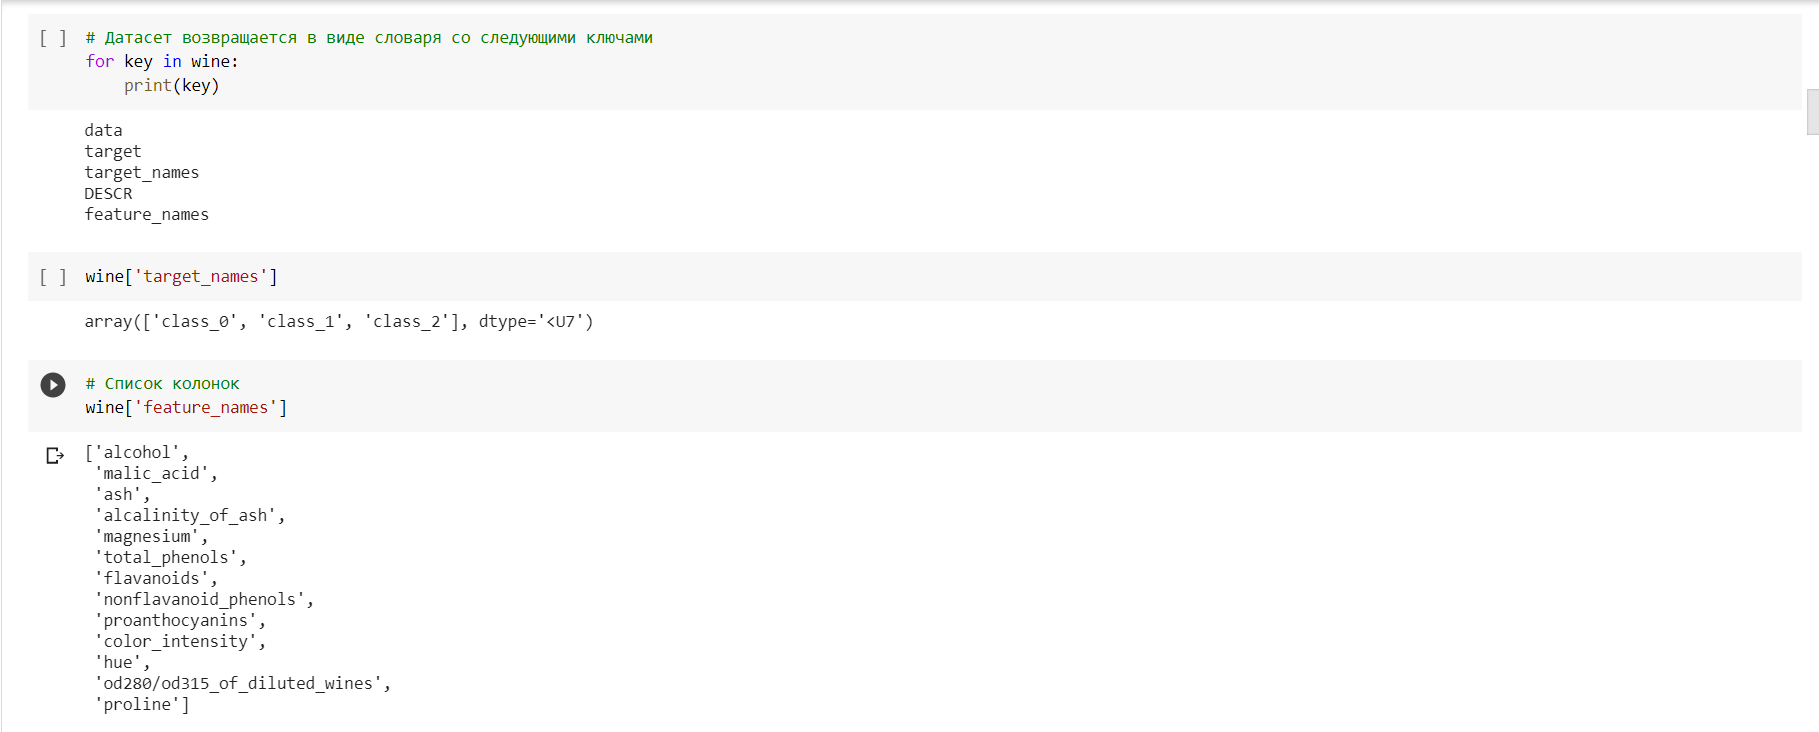 [ ] # Датасет возвращается в виде словаря со следующими ключами
for key in wine:
    print(key)
data
target
target_names
DESCR
feature_names
[ ] wine['target_names']
array(['class_0', 'class_1', 'class_2'], dtype='<U7')
# Список колонок
wine['feature_names']
['alcohol',
 'malic_acid',
 'ash',
 'alcalinity_of_ash',
 'magnesium',
 'total_phenols',
 'flavanoids',
 'nonflavanoid_phenols',
 'proanthocyanins',
 'color_intensity',
 'hue',
 'od280/od315_of_diluted_wines',
 'proline']